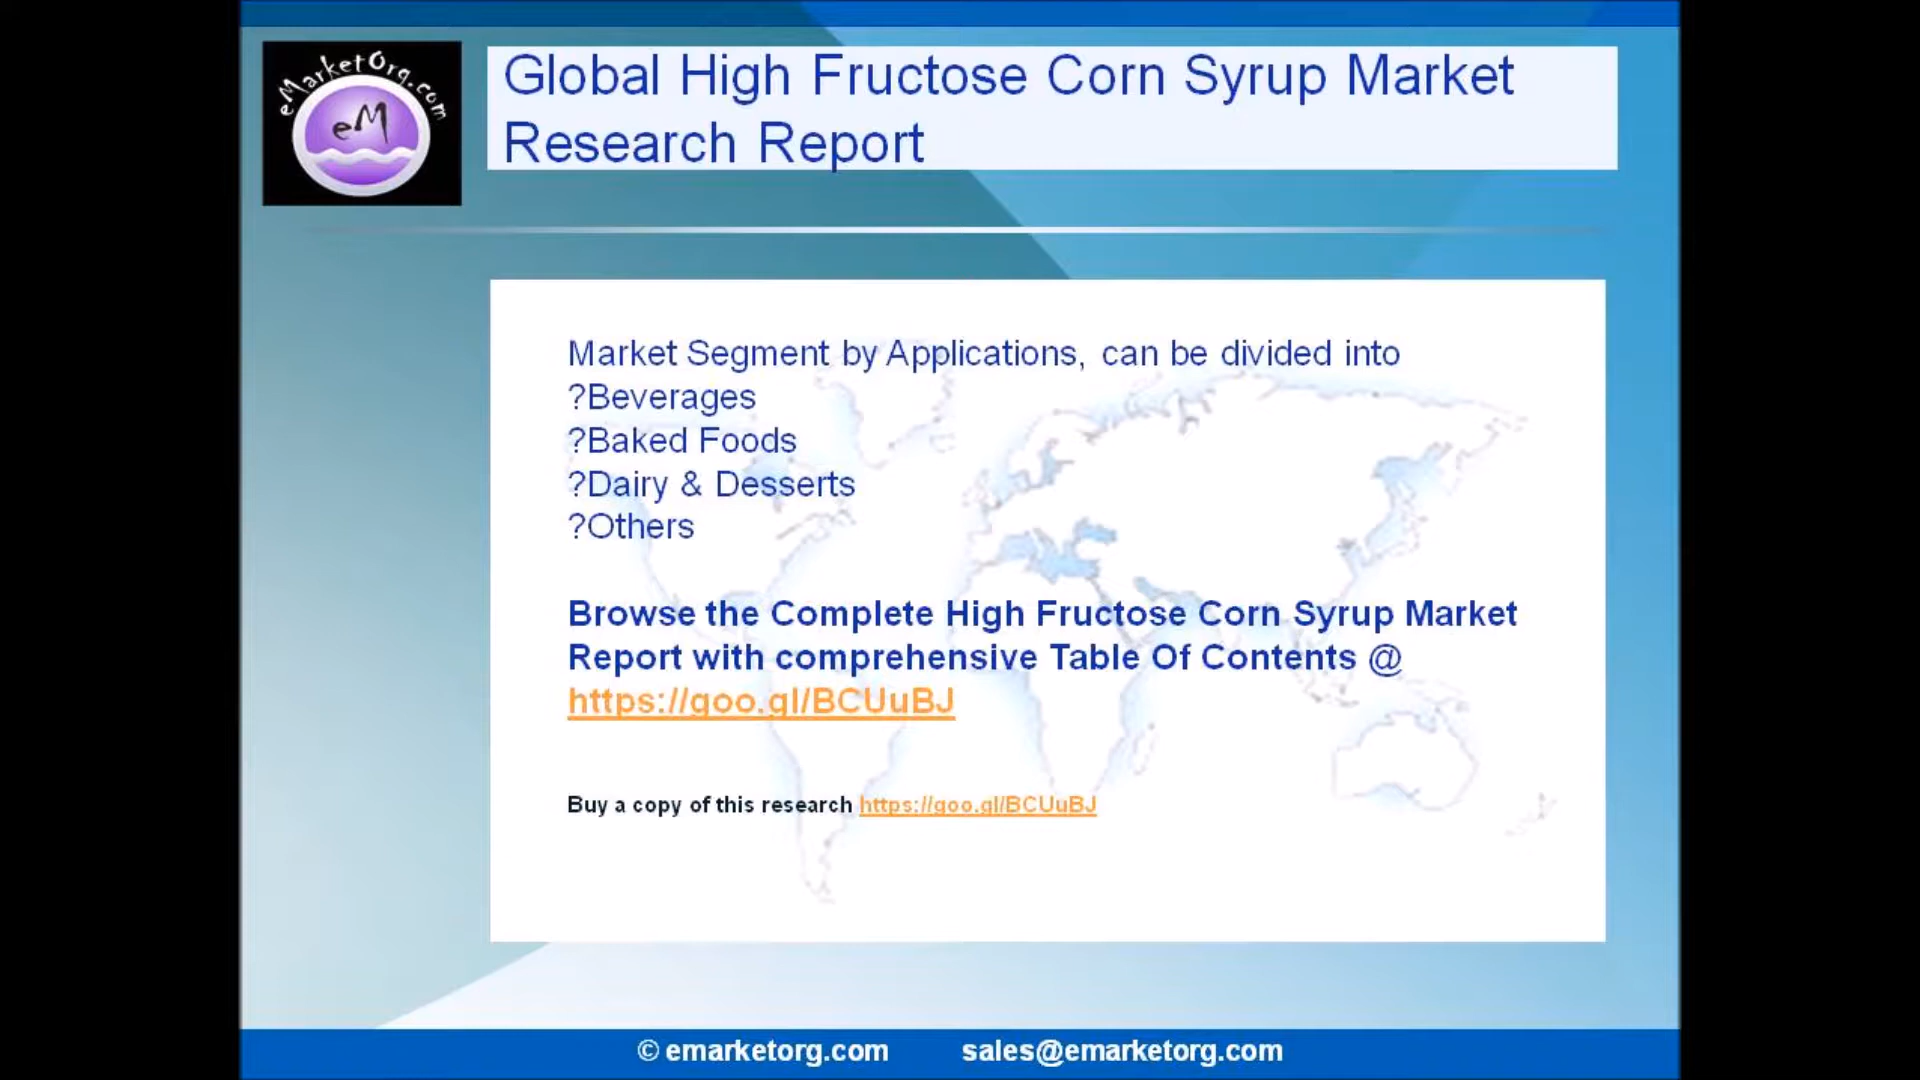 eMarketOrg.com
eM
Global High Fructose Corn Syrup Market
Research Report
Market Segment by Applications, can be divided into
?Beverages
?Baked Foods
?Dairy & Desserts
?Others
Browse the Complete High Fructose Corn Syrup Market
Report with comprehensive Table Of Contents @
https://goo.gl/BCUuBJ
Buy a copy of this research https://goo.gl/BCUuBJ
© emarketorg.com sales@emarketorg.com